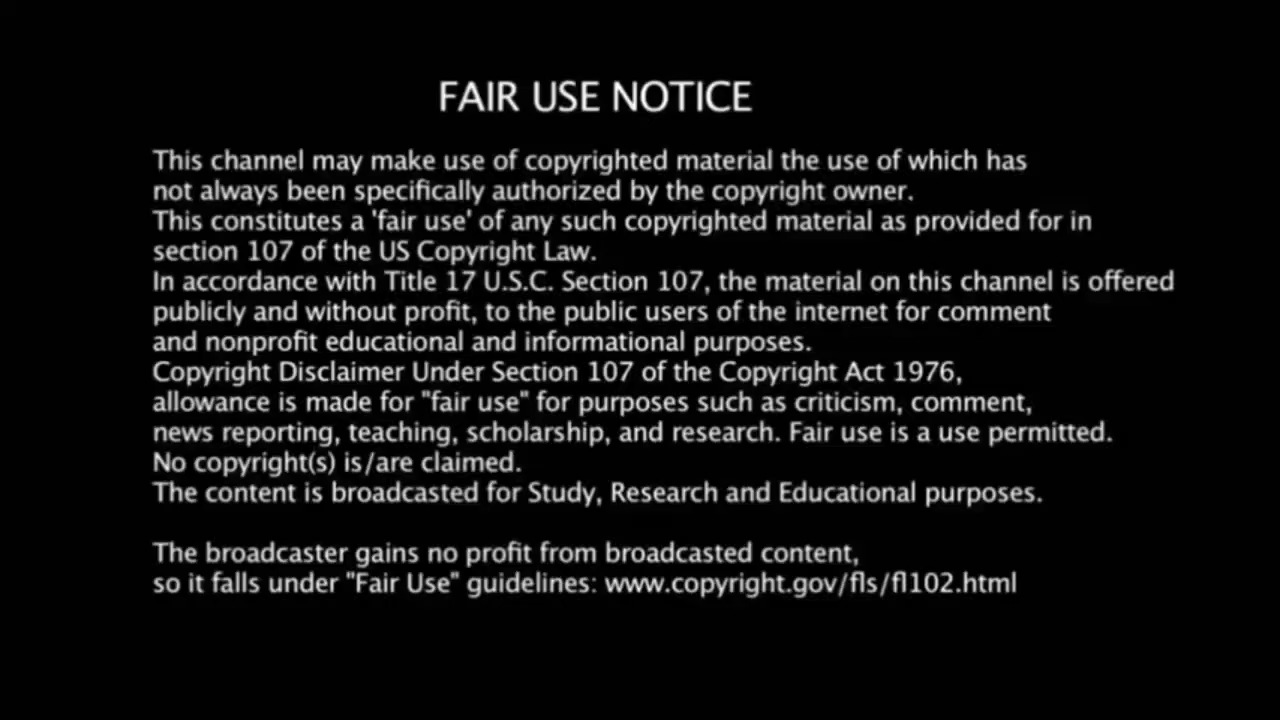 FAIR USE NOTICE
This channel may make use of copyrighted material the use of which has
not always been specifically authorized by the copyright owner.
This constitutes a 'fair use' of any such copyrighted material as provided for in
section 107 of the US Copyright Law.
In accordance with Title 17 U.S.C. Section 107, the material on this channel is offered
publicly and without profit, to the public users of the internet for comment
and nonprofit educational and informational purposes.
Copyright Disclaimer Under Section 107 of the Copyright Act 1976,
allowance is made for "fair use" for purposes such as criticism, comment,
news reporting, teaching, scholarship, and research. Fair use is a use permitted.
No copyright(s) is/are claimed.
The content is broadcasted for Study, Research and Educational purposes.
The broadcaster gains no profit from broadcasted content,
so it falls under "Fair Use" guidelines: www.copyright.gov/fls/fl102.html